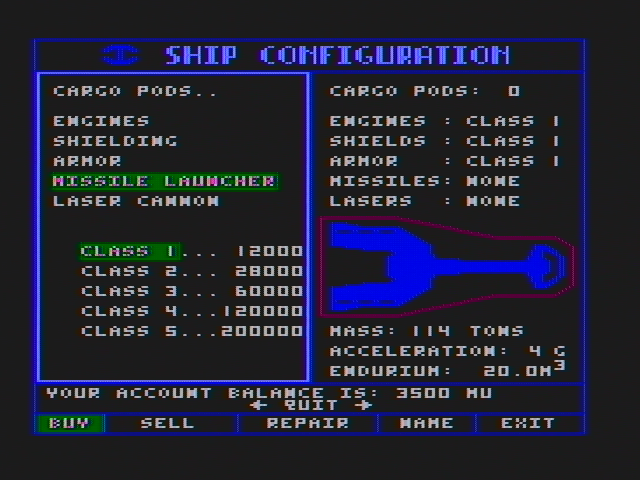 SHIP CONFIGURATION
CARGO PODS..
ENGINES
SHIELDING
ARMOR
MISSILE LAUNCHER
LASER CANNON
CLASS 1... 12000
CLASS 2... 28000
CLASS 3... 60000
CLASS 4...120000
CLASS 5...200000
CARGO PODS: 0
ENGINES : CLASS 1
SHIELDS : CLASS 1
ARMOR : CLASS 1
MISSILES: NONE
LASERS : NONE
MASS: 114 TONS
ACCELERATION: 4 G
ENDURIUM: 20.0M³
YOUR ACCOUNT BALANCE IS: 3500 MU
← QUIT →
BUY SELL REPAIR NAME EXIT